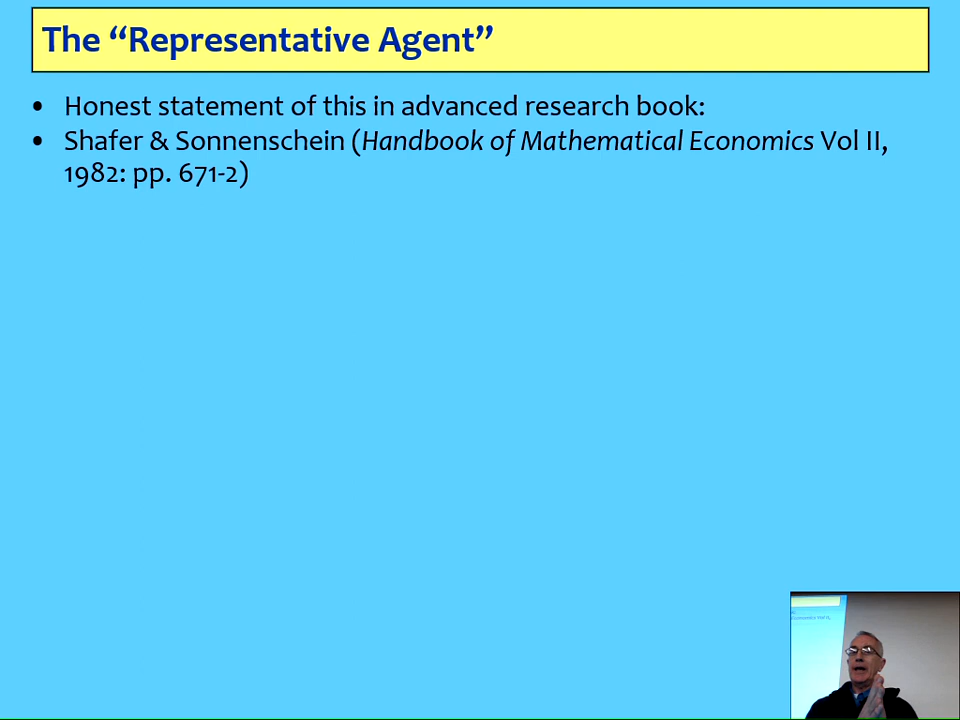 The “Representative Agent”
• Honest statement of this in advanced research book:
• Shafer & Sonnenschein (Handbook of Mathematical Economics Vol II,
1982: pp. 671-2)